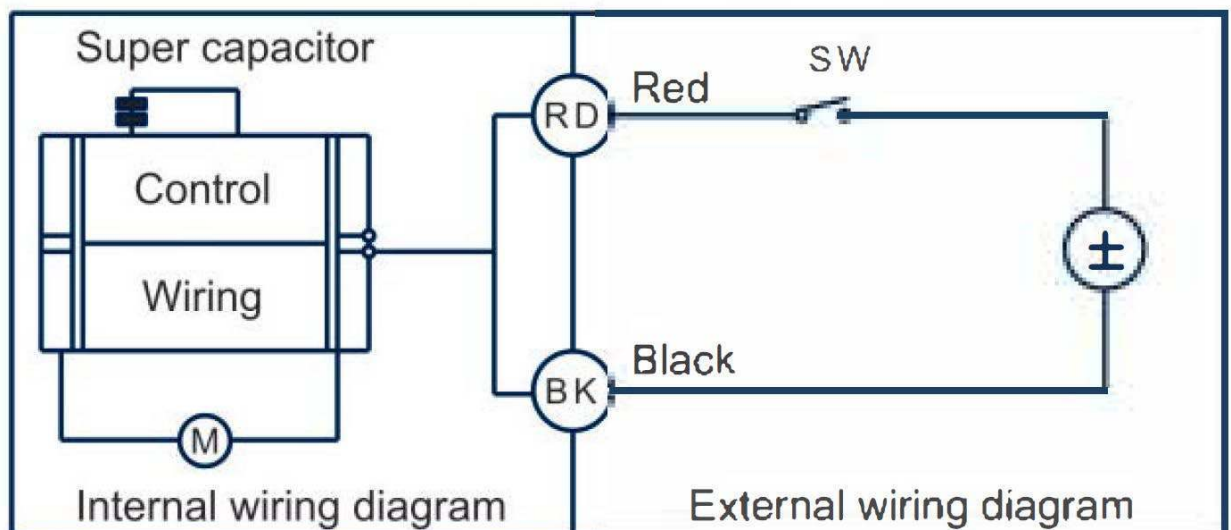 Super capacitor
Control
Wiring
M
Internal wiring diagram
RD
Red
SW
±
BK
Black
External wiring diagram